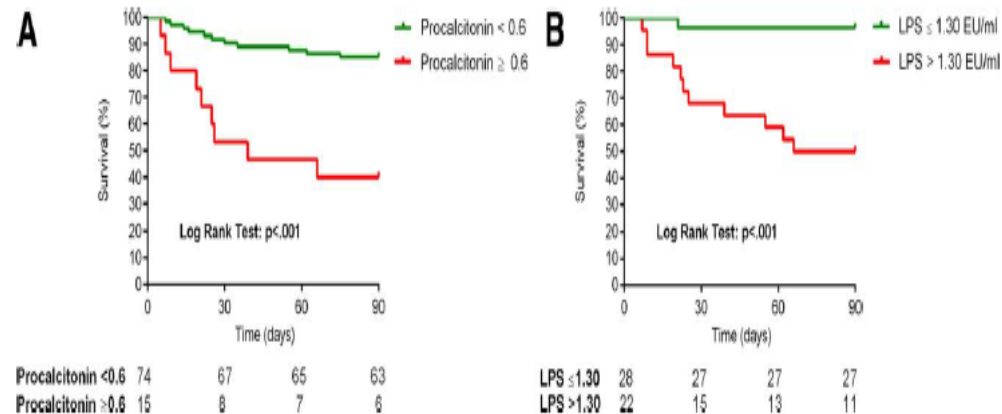 A
Procalcitonin < 0.6
Procalcitonin ≥ 0.6
Survival (%)
100
90
80
70
60
50
40
30
20
10
0
Log Rank Test: p<.001
0 30 60 90
Time (days)
Procalcitonin <0.6 74 67 65 63
Procalcitonin ≥0.6 15 8 7 6
B
LPS ≤ 1.30 EU/ml
LPS > 1.30 EU/ml
Survival (%)
100
90
80
70
60
50
40
30
20
10
0
Log Rank Test: p<.001
0 30 60 90
Time (days)
LPS ≤1.30 28 27 27 27
LPS >1.30 22 15 13 11